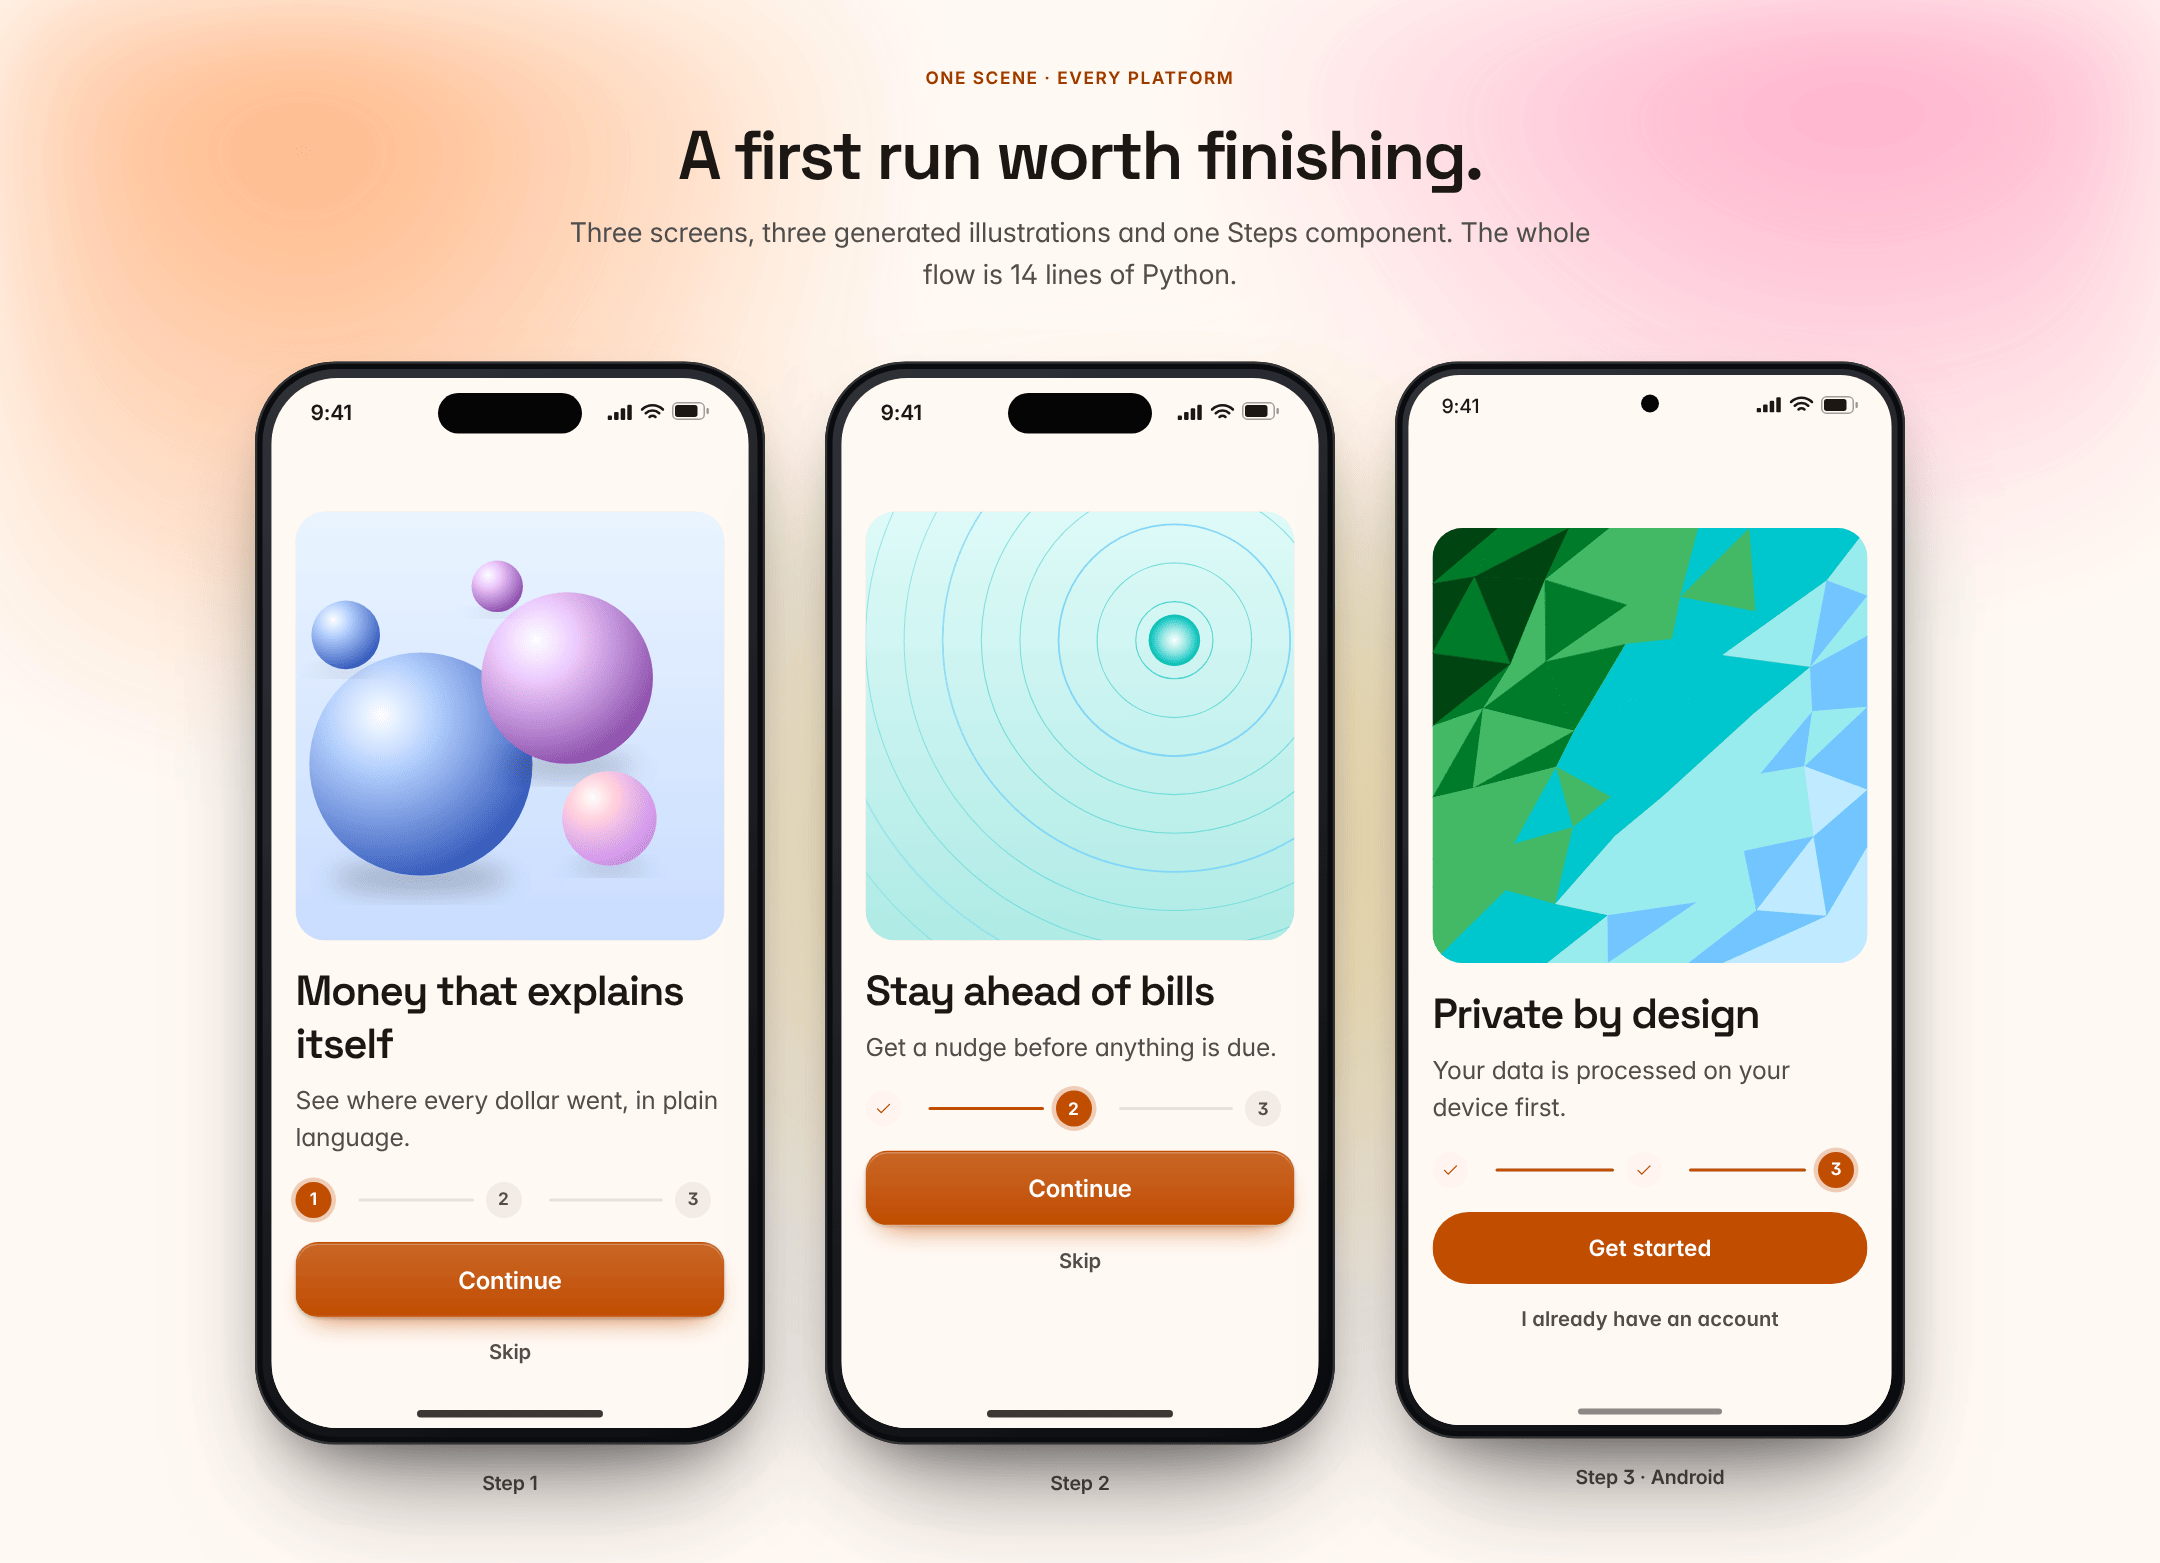 ONE SCENE · EVERY PLATFORM
A first run worth finishing.
Three screens, three generated illustrations and one Steps component. The whole
flow is 14 lines of Python.
9:41
Money that explains
itself
See where every dollar went, in plain
language.
1 2 3
Continue
Skip
Step 1
9:41
Stay ahead of bills
Get a nudge before anything is due.
2 3
Continue
Skip
Step 2
9:41
Private by design
Your data is processed on your
device first.
3
Get started
I already have an account
Step 3 · Android